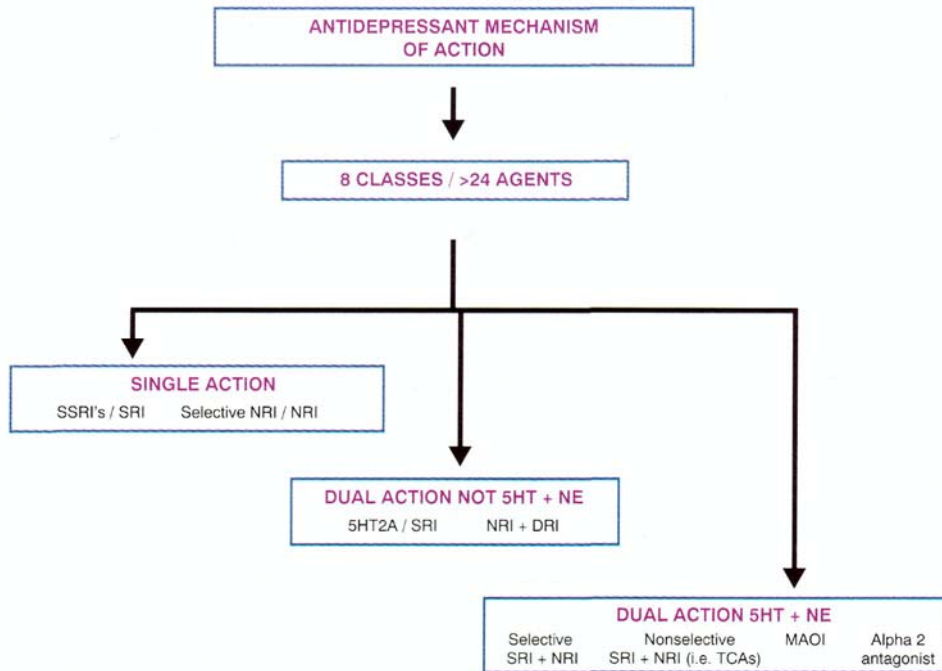 ANTIDEPRESSANT MECHANISM
OF ACTION
8 CLASSES / >24 AGENTS
SINGLE ACTION
SSRI's / SRI Selective NRI / NRI
DUAL ACTION NOT 5HT + NE
5HT2A / SRI NRI + DRI
DUAL ACTION 5HT + NE
Selective Nonselective MAOI Alpha 2
SRI + NRI SRI + NRI (i.e. TCAs) antagonist